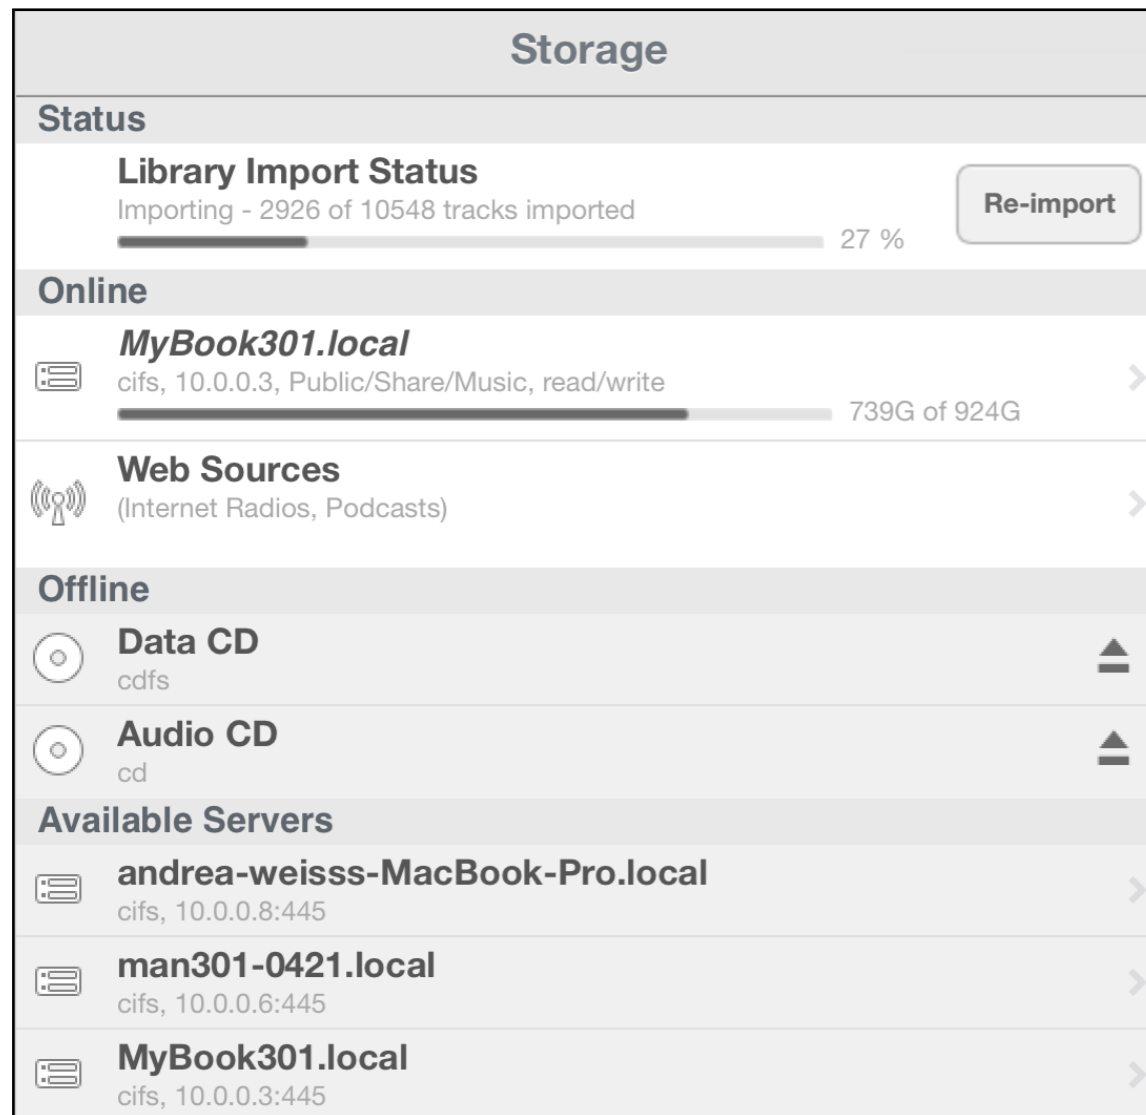 Storage
Status
Library Import Status
Importing - 2926 of 10548 tracks imported
27 %
Re-import
Online
MyBook301.local
cifs, 10.0.0.3, Public/Share/Music, read/write
739G of 924G
Web Sources
(Internet Radios, Podcasts)
Offline
Data CD
cdfs
Audio CD
cd
Available Servers
andrea-weisss-MacBook-Pro.local
cifs, 10.0.0.8:445
man301-0421.local
cifs, 10.0.0.6:445
MyBook301.local
cifs, 10.0.0.3:445